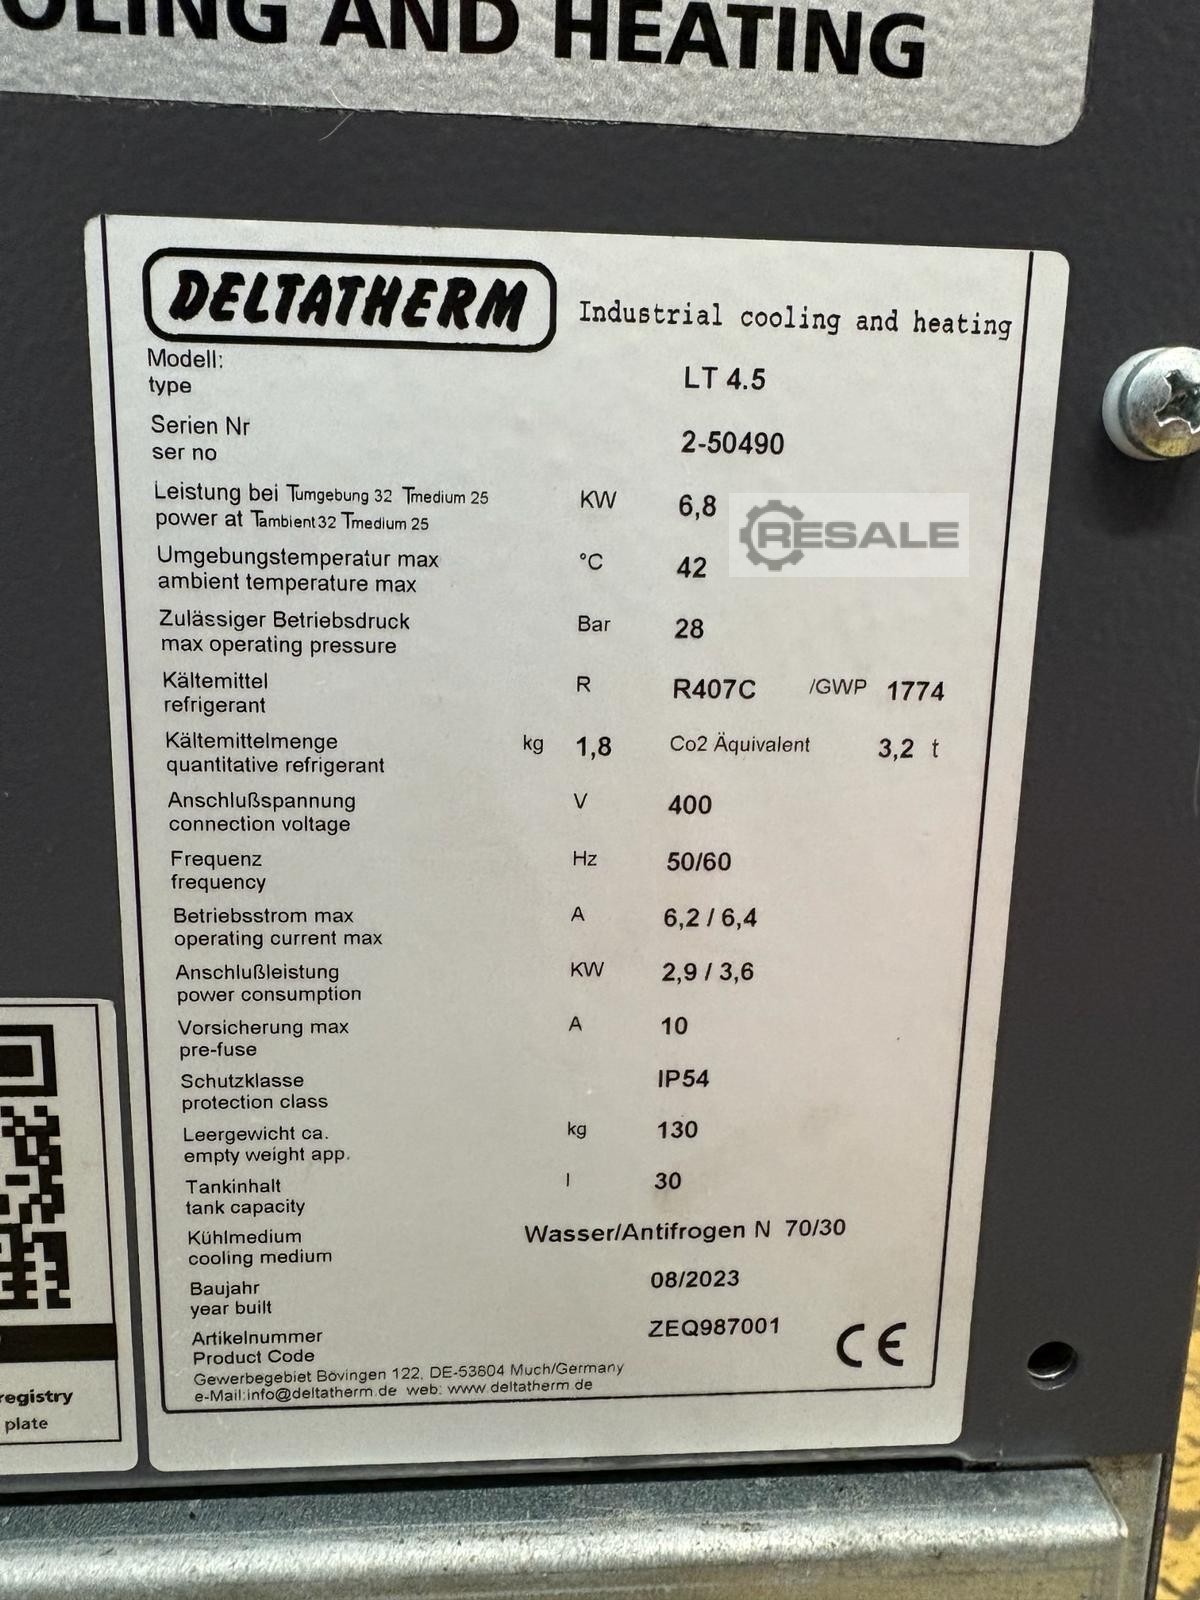 OLING AND HEATING
DELTATHERM Industrial cooling and heating
Modell:
type LT 4.5
Serien Nr
ser no 2-50490
Leistung bei Tumgebung 32 Tmedium 25 KW 6,8
power at Tambient32 Tmedium 25
RESALE
Umgebungstemperatur max °C 42
ambient temperature max
Zulässiger Betriebsdruck Bar 28
max operating pressure
Kältemittel R R407C /GWP 1774
refrigerant
Kältemittelmenge kg 1,8 Co2 Äquivalent 3,2 t
quantitative refrigerant
Anschlußspannung V 400
connection voltage
Frequenz Hz 50/60
frequency
Betriebsstrom max A 6,2 / 6,4
operating current max
Anschlußleistung KW 2,9 / 3,6
power consumption
Vorsicherung max A 10
pre-fuse
Schutzklasse IP54
protection class
Leergewicht ca. kg 130
empty weight app.
Tankinhalt l 30
tank capacity
Kühlmedium Wasser/Antifrogen N 70/30
cooling medium
Baujahr 08/2023
year built
Artikelnummer ZEQ987001
Product Code CE
Gewerbegebiet Bövingen 122, DE-53804 Much/Germany
e-Mail:info@deltatherm.de web: www.deltatherm.de
registry
plate